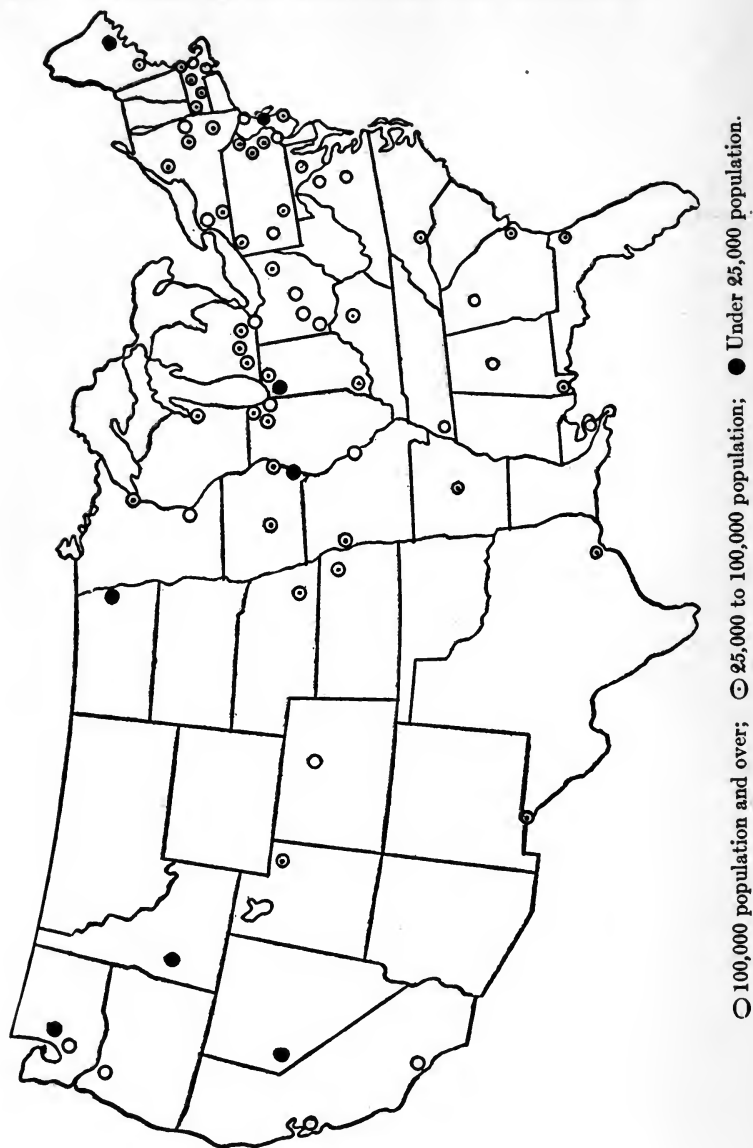 ○ 100,000 population and over; ⊙ 25,000 to 100,000 population; ● Under 25,000 population.